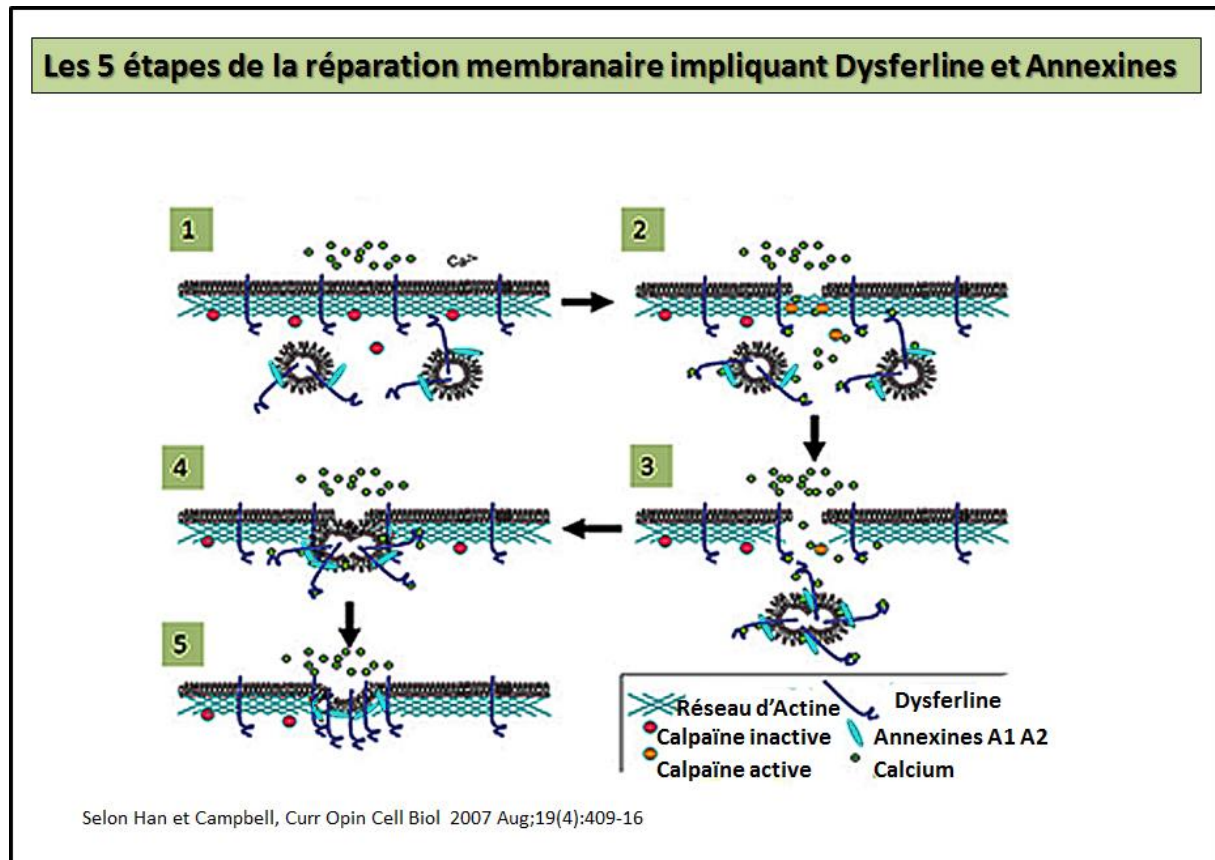 Les 5 étapes de la réparation membranaire impliquant Dysferline et Annexines
1
Ca²⁺
2
4
3
5
Réseau d'Actine
Dysferline
Calpaïne inactive
Annexines A1 A2
Calpaïne active
Calcium
Selon Han et Campbell, Curr Opin Cell Biol 2007 Aug;19(4):409-16